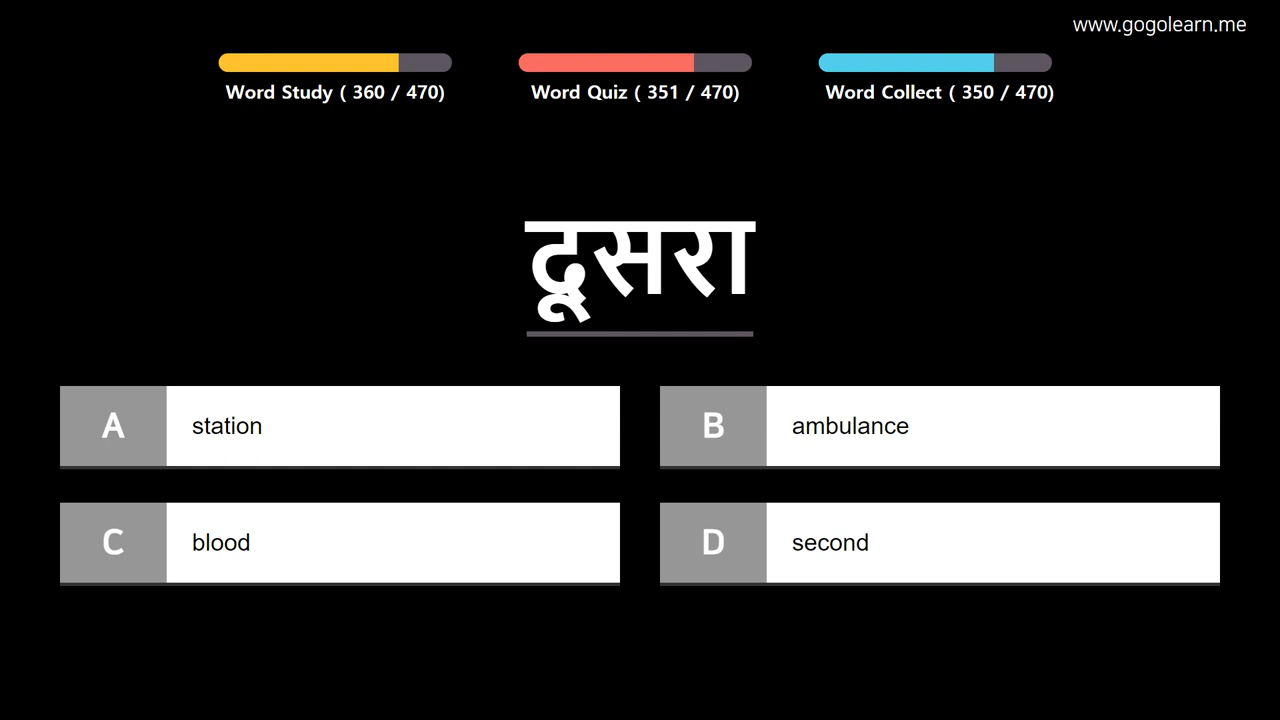 www.gogolearn.me
Word Study ( 360 / 470)
Word Quiz ( 351 / 470)
Word Collect ( 350 / 470)
दूसरा
A station
B ambulance
C blood
D second